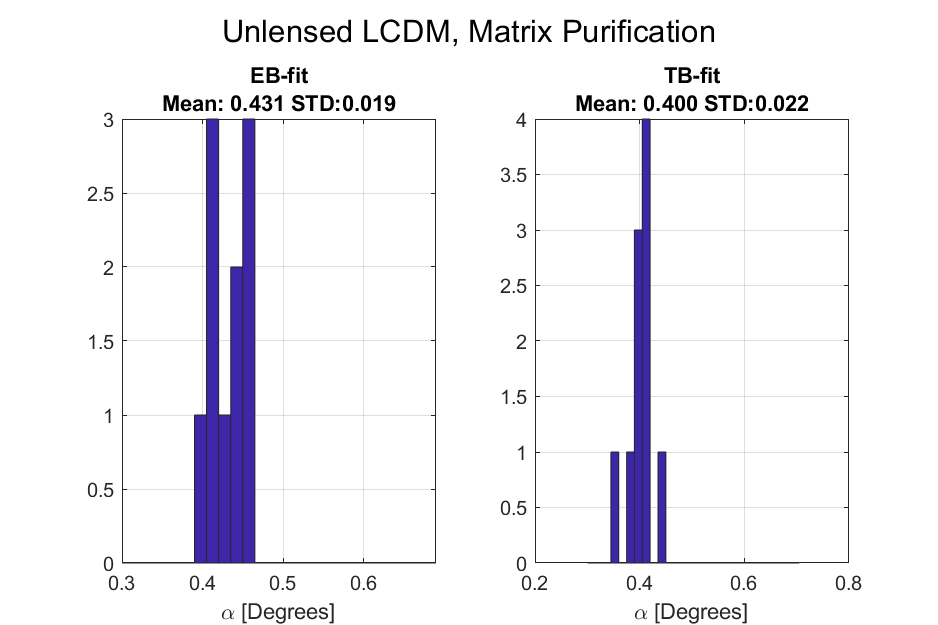 Unlensed LCDM, Matrix Purification
EB-fit
Mean: 0.431 STD:0.019
3
2.5
2
1.5
1
0.5
0
0.3 0.4 0.5 0.6
α [Degrees]
TB-fit
Mean: 0.400 STD:0.022
4
3.5
3
2.5
2
1.5
1
0.5
0
0.2 0.4 0.6 0.8
α [Degrees]